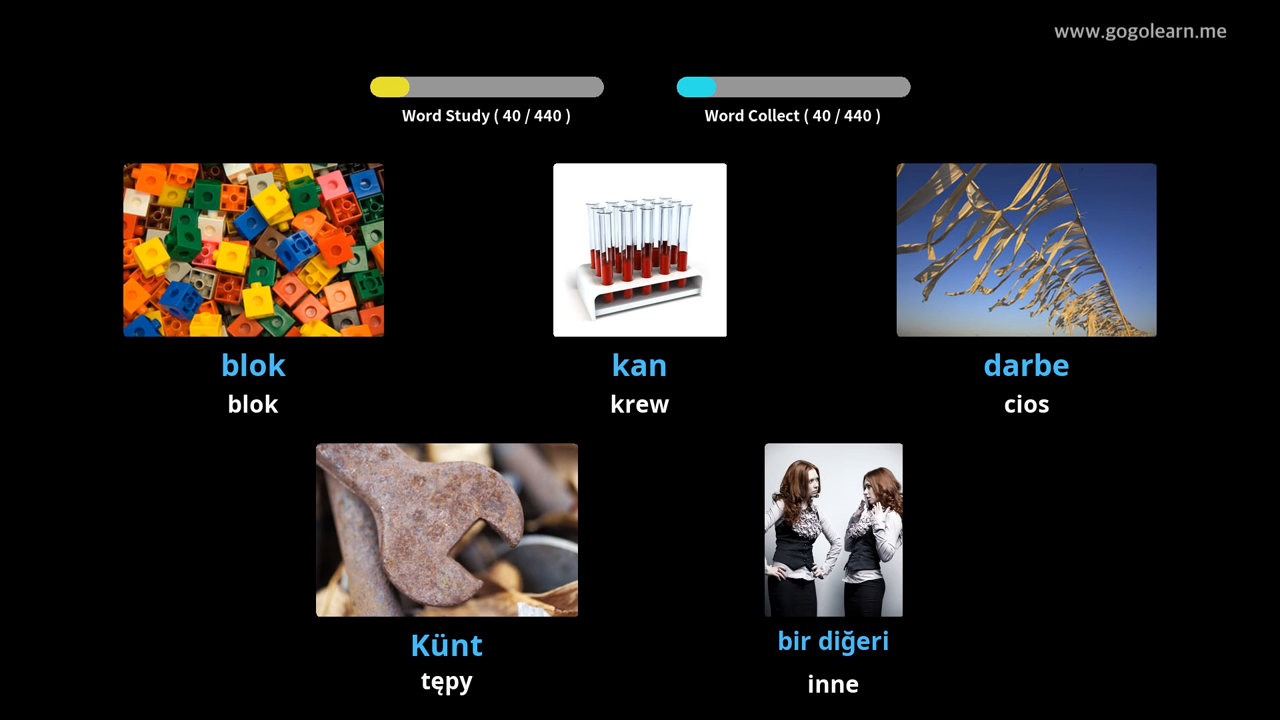 www.gogolearn.me
Word Study ( 40 / 440 )
Word Collect ( 40 / 440 )
blok
blok
kan
krew
darbe
cios
Künt
tępy
bir diğeri
inne